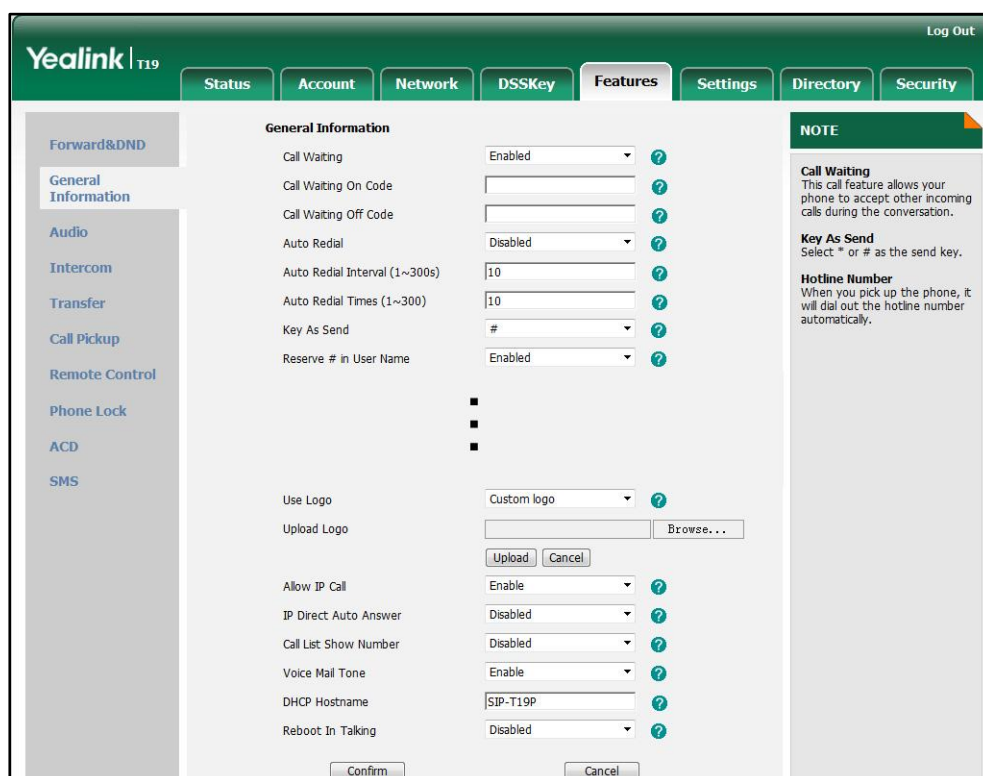 Log Out
Yealink | T19
Status Account Network DSSKey Features Settings Directory Security
Forward&DND
General
Information
Audio
Intercom
Transfer
Call Pickup
Remote Control
Phone Lock
ACD
SMS
General Information
Call Waiting Enabled ?
Call Waiting On Code ?
Call Waiting Off Code ?
Auto Redial Disabled ?
Auto Redial Interval (1~300s) 10 ?
Auto Redial Times (1~300) 10 ?
Key As Send # ?
Reserve # in User Name Enabled ?
Use Logo Custom logo ?
Upload Logo Browse...
Upload Cancel
Allow IP Call Enable ?
IP Direct Auto Answer Disabled ?
Call List Show Number Disabled ?
Voice Mail Tone Enable ?
DHCP Hostname SIP-T19P ?
Reboot In Talking Disabled ?
Confirm Cancel
NOTE
Call Waiting
This call feature allows your
phone to accept other incoming
calls during the conversation.
Key As Send
Select * or # as the send key.
Hotline Number
When you pick up the phone, it
will dial out the hotline number
automatically.